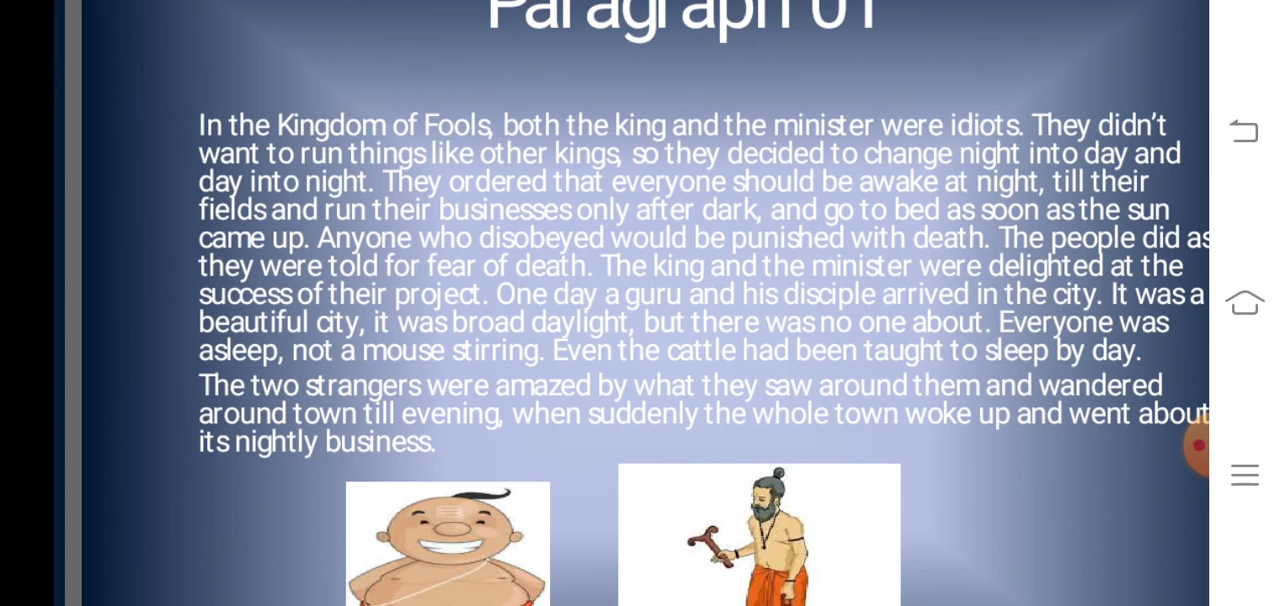 Paragraph 01
In the Kingdom of Fools, both the king and the minister were idiots. They didn't
want to run things like other kings, so they decided to change night into day and
day into night. They ordered that everyone should be awake at night, till their
fields and run their businesses only after dark, and go to bed as soon as the sun
came up. Anyone who disobeyed would be punished with death. The people did as
they were told for fear of death. The king and the minister were delighted at the
success of their project. One day a guru and his disciple arrived in the city. It was a
beautiful city, it was broad daylight, but there was no one about. Everyone was
asleep, not a mouse stirring. Even the cattle had been taught to sleep by day.
The two strangers were amazed by what they saw around them and wandered
around town till evening, when suddenly the whole town woke up and went about
its nightly business.